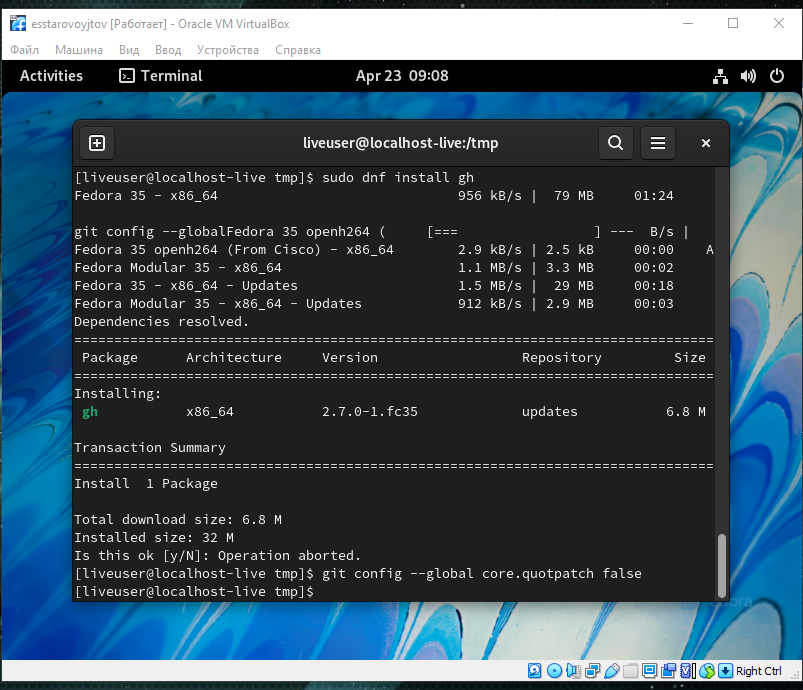 esstarovoyjtov [Работает] - Oracle VM VirtualBox
Файл Машина Вид Ввод Устройства Справка
Activities Terminal Apr 23 09:08
liveuser@localhost-live:/tmp
[liveuser@localhost-live tmp]$ sudo dnf install gh
Fedora 35 - x86_64 956 kB/s | 79 MB 01:24
git config --globalFedora 35 openh264 ( [=== ] --- B/s |
Fedora 35 openh264 (From Cisco) - x86_64 2.9 kB/s | 2.5 kB 00:00 A
Fedora Modular 35 - x86_64 1.1 MB/s | 3.3 MB 00:02
Fedora 35 - x86_64 - Updates 1.5 MB/s | 29 MB 00:18
Fedora Modular 35 - x86_64 - Updates 912 kB/s | 2.9 MB 00:03
Dependencies resolved.
================================================================================
Package Architecture Version Repository Size
================================================================================
Installing:
gh x86_64 2.7.0-1.fc35 updates 6.8 M
Transaction Summary
================================================================================
Install 1 Package
Total download size: 6.8 M
Installed size: 32 M
Is this ok [y/N]: Operation aborted.
[liveuser@localhost-live tmp]$ git config --global core.quotpatch false
[liveuser@localhost-live tmp]$
fedora
Right Ctrl